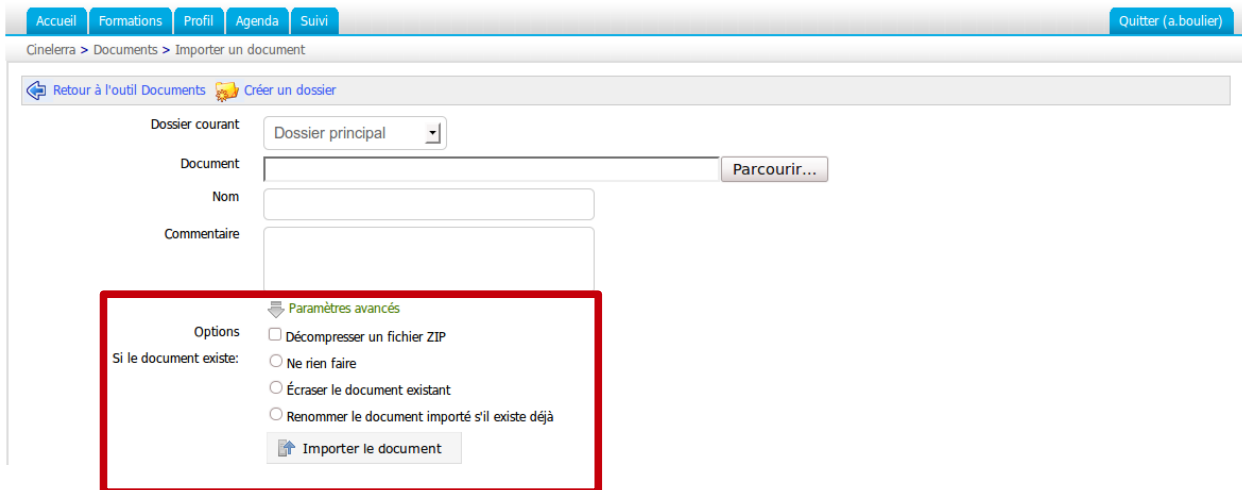 Accueil Formations Profil Agenda Suivi Quitter (a.boulier)
Cinelerra > Documents > Importer un document
Retour à l'outil Documents Créer un dossier
Dossier courant Dossier principal
Document Parcourir...
Nom
Commentaire
Paramètres avancés
Options Décompresser un fichier ZIP
Si le document existe: Ne rien faire
Écraser le document existant
Renommer le document importé s'il existe déjà
Importer le document